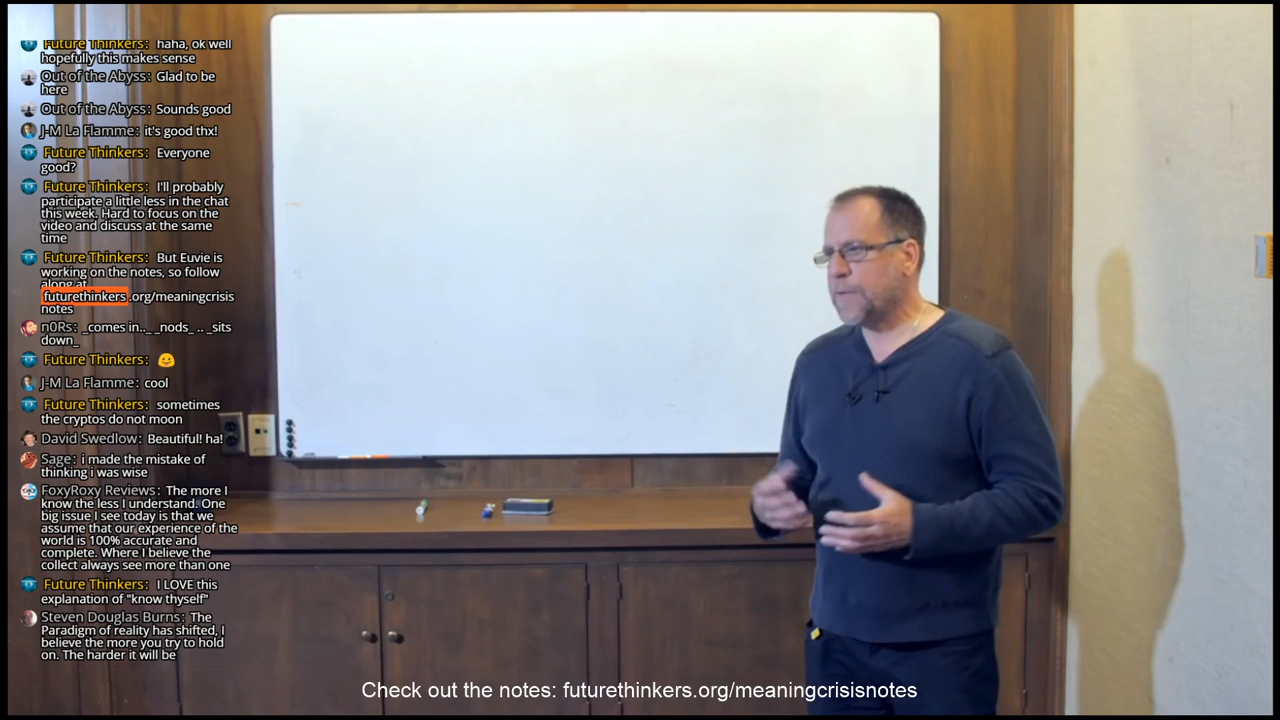 Future Thinkers: haha, ok well
hopefully this makes sense
Out of the Abyss: Glad to be
here
Out of the Abyss: Sounds good
J-M La Flamme: it's good thx!
Future Thinkers: Everyone
good?
Future Thinkers: I'll probably
participate a little less in the chat
this week. Hard to focus on the
video and discuss at the same
time
Future Thinkers: But Euvie is
working on the notes, so follow
along at
futurethinkers.org/meaningcrisis
notes
n0Rs: _comes in.._ _nods_ .. _sits
down_
Future Thinkers: 🙂
J-M La Flamme: cool
Future Thinkers: sometimes
the cryptos do not moon
David Swedlow: Beautiful! ha!
Sage: i made the mistake of
thinking i was wise
FoxyRoxy Reviews: The more I
know the less I understand. One
big issue I see today is that we
assume that our experience of the
world is 100% accurate and
complete. Where I believe the
collect always see more than one
Future Thinkers: I LOVE this
explanation of "know thyself"
Steven Douglas Burns: The
Paradigm of reality has shifted, I
believe the more you try to hold
on. The harder it will be
Check out the notes: futurethinkers.org/meaningcrisisnotes